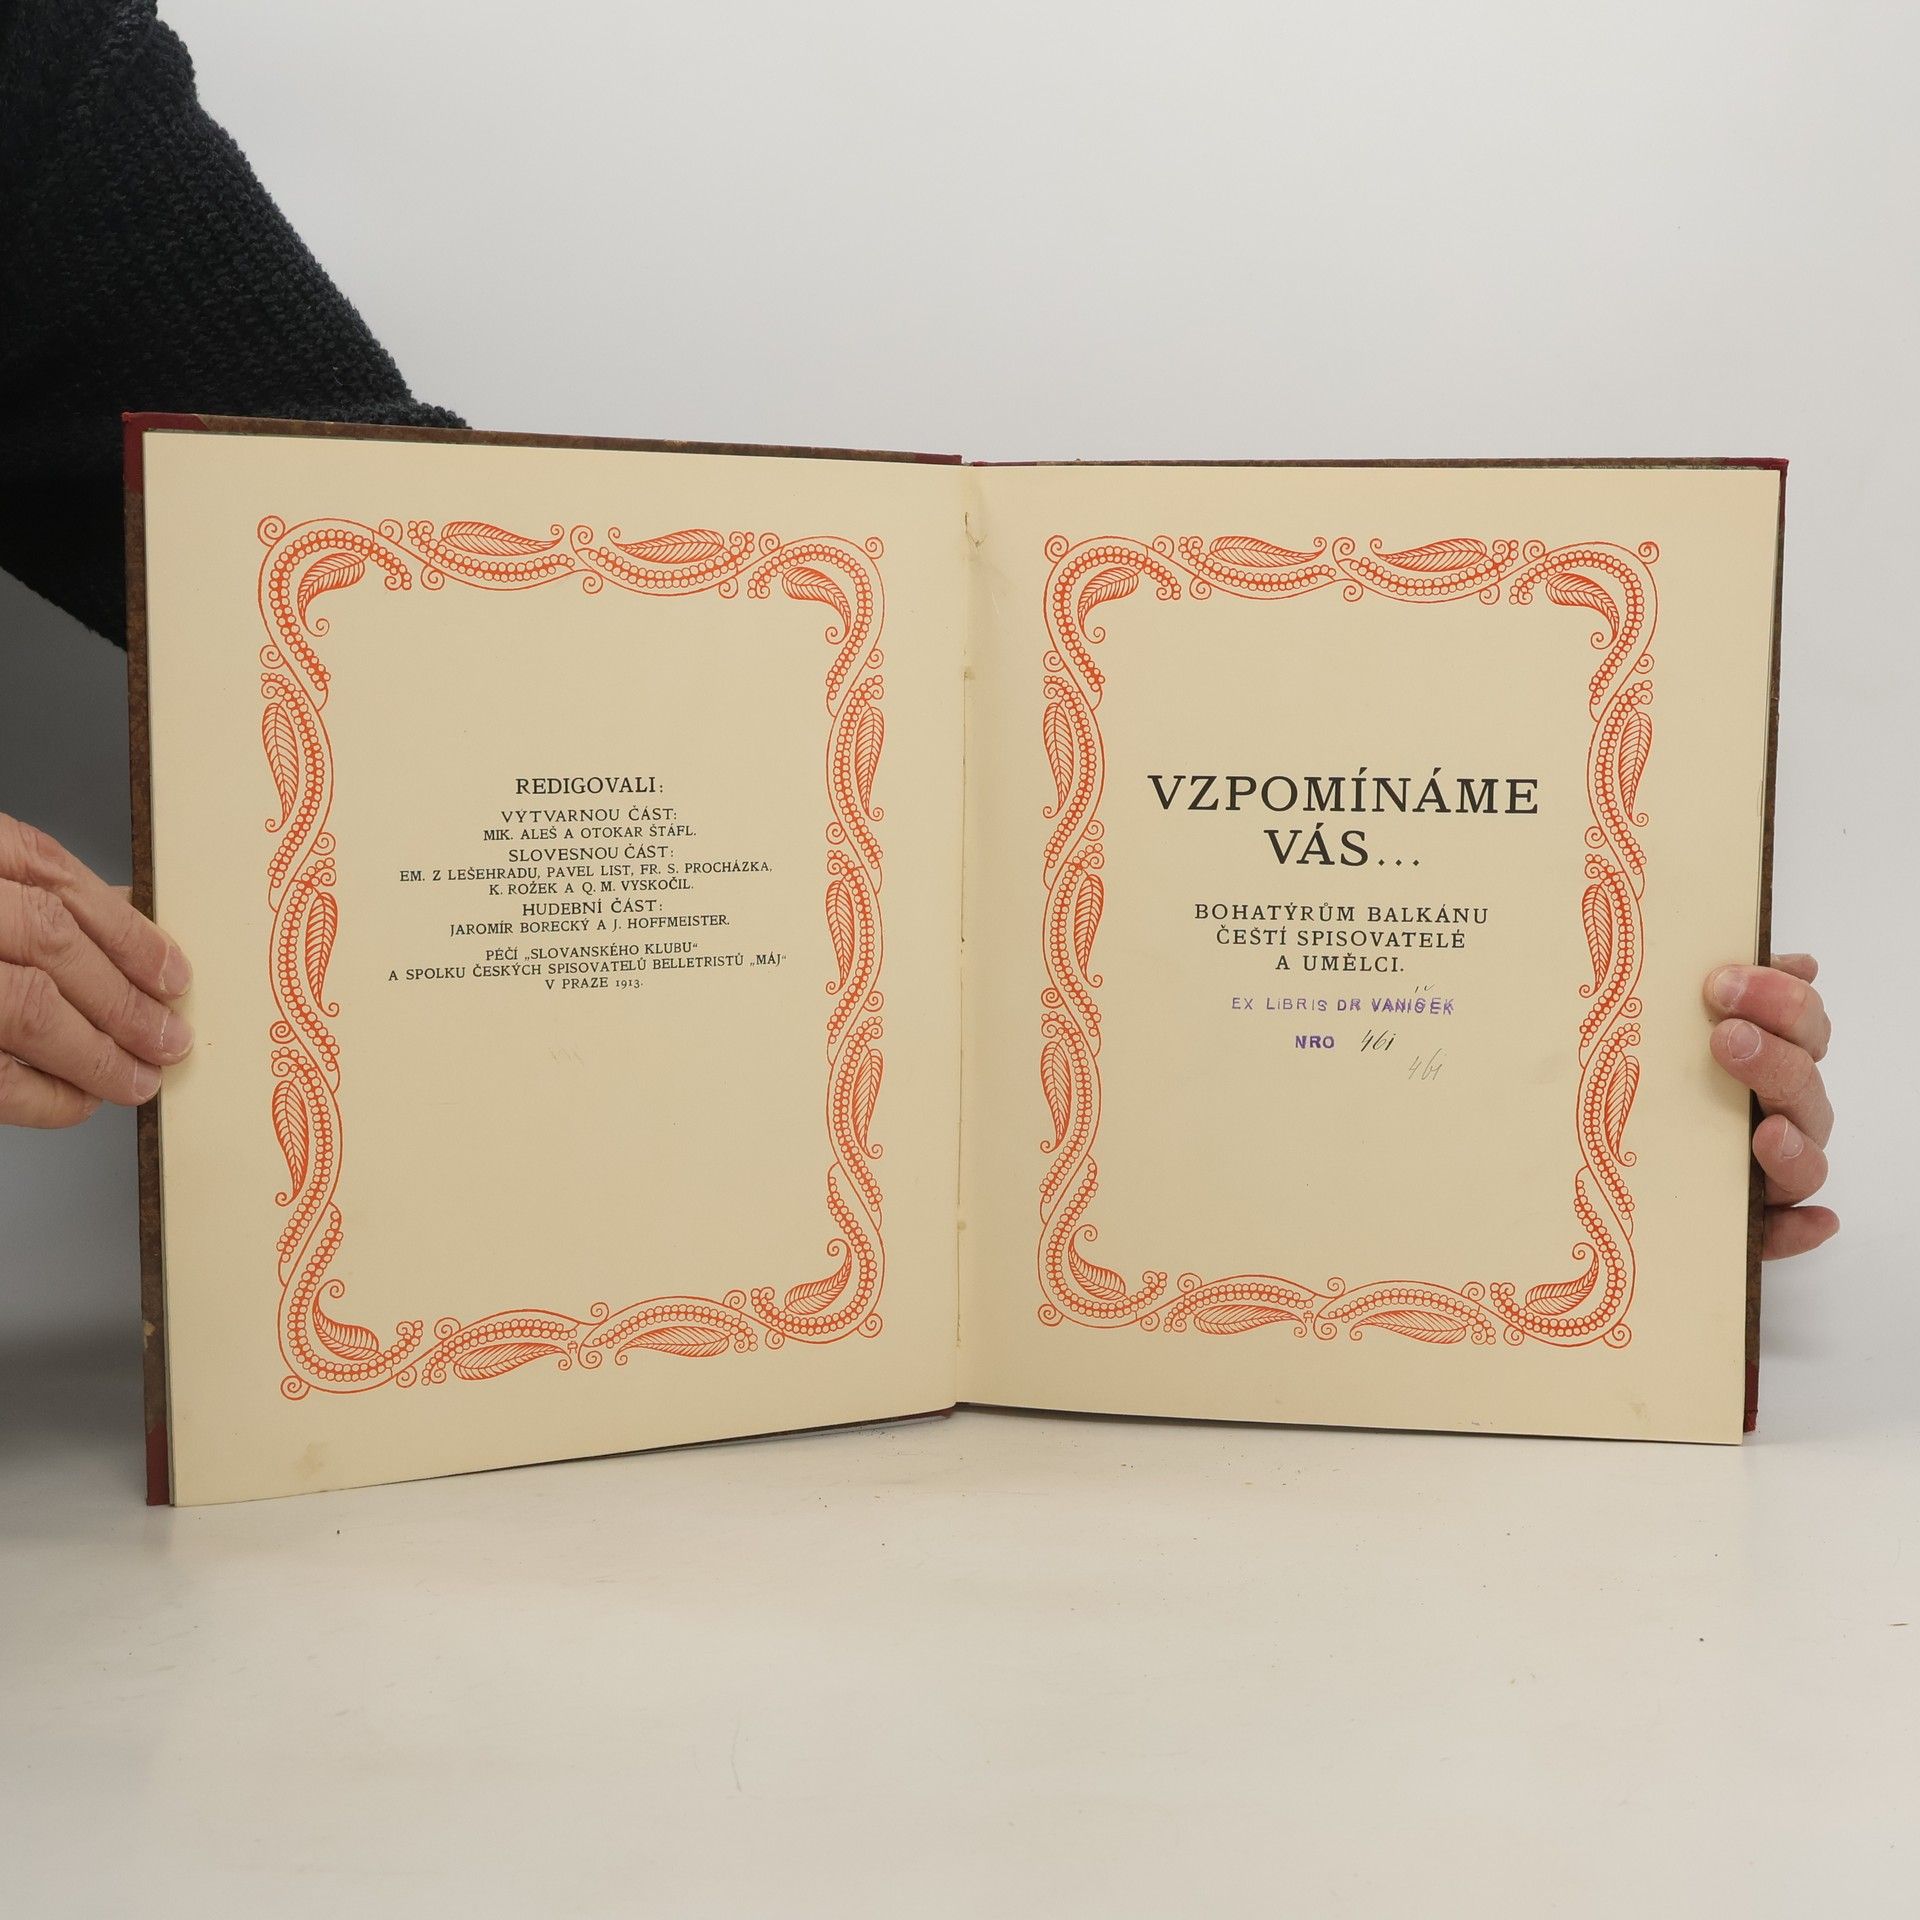 REDIGOVALI:
VÝTVARNOU ČÁST:
MIK. ALEŠ A OTOKAR ŠTÁFL.
SLOVESNOU ČÁST:
EM. Z LEŠEHRADU, PAVEL LIST, FR. S. PROCHÁZKA,
K. ROŽEK A Q. M. VYSKOČIL.
HUDEBNÍ ČÁST:
JAROMÍR BORECKÝ A J. HOFFMEISTER.
PÉČÍ „SLOVANSKÉHO KLUBU“
A SPOLKU ČESKÝCH SPISOVATELŮ BELLETRISTŮ „MÁJ“
V PRAZE 1913.
VZPOMÍNÁME
VÁS...
BOHATÝRŮM BALKÁNU
ČEŠTÍ SPISOVATELÉ
A UMĚLCI.
EX LIBRIS DR VANÍČEK
NRO 461
461